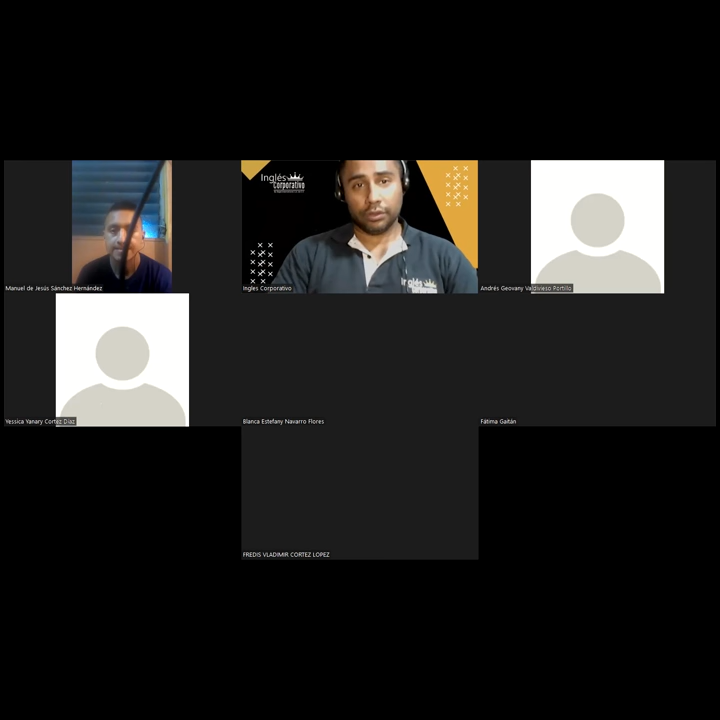 Inglés
Corporativo
Inglés
Manuel de Jesús Sánchez Hernández
Ingles Corporativo
Andrés Geovany Valdivieso Portillo
Yessica Yanary Cortez Díaz
Blanca Estefany Navarro Flores
Fátima Gaitán
FREDIS VLADIMIR CORTEZ LOPEZ